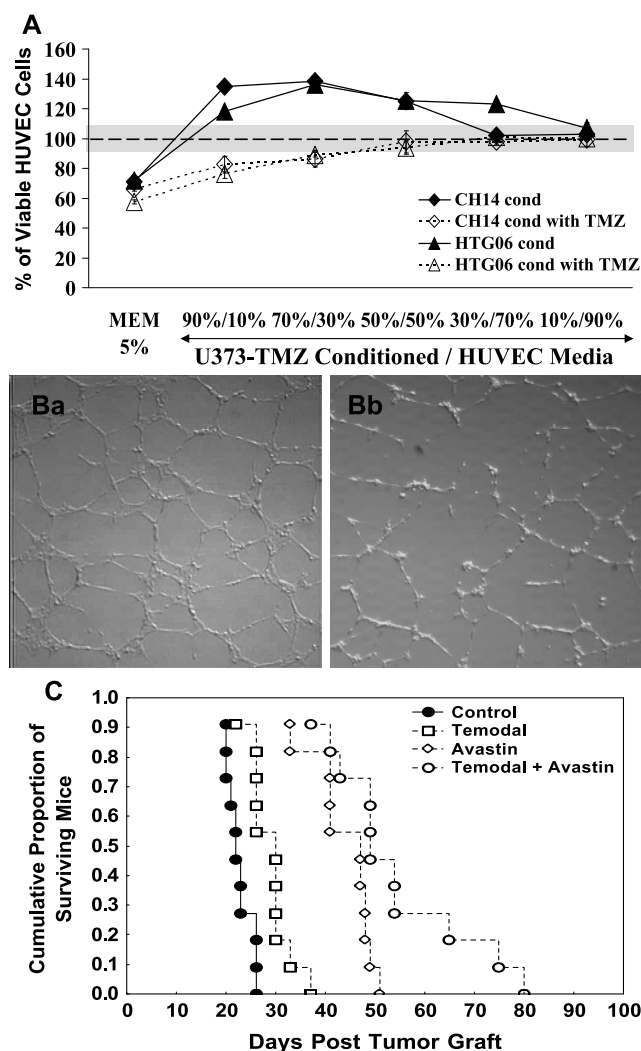 A
160
140
120
100
80
60
40
20
0
% of Viable HUVEC Cells
CH14 cond
CH14 cond with TMZ
HTG06 cond
HTG06 cond with TMZ
MEM 5%
90%/10% 70%/30% 50%/50% 30%/70% 10%/90%
U373-TMZ Conditioned / HUVEC Media
Ba
Bb
C
1.0
0.9
0.8
0.7
0.6
0.5
0.4
0.3
0.2
0.1
0.0
Cumulative Proportion of
Surviving Mice
Control
Temodal
Avastin
Temodal + Avastin
0 10 20 30 40 50 60 70 80 90 100
Days Post Tumor Graft